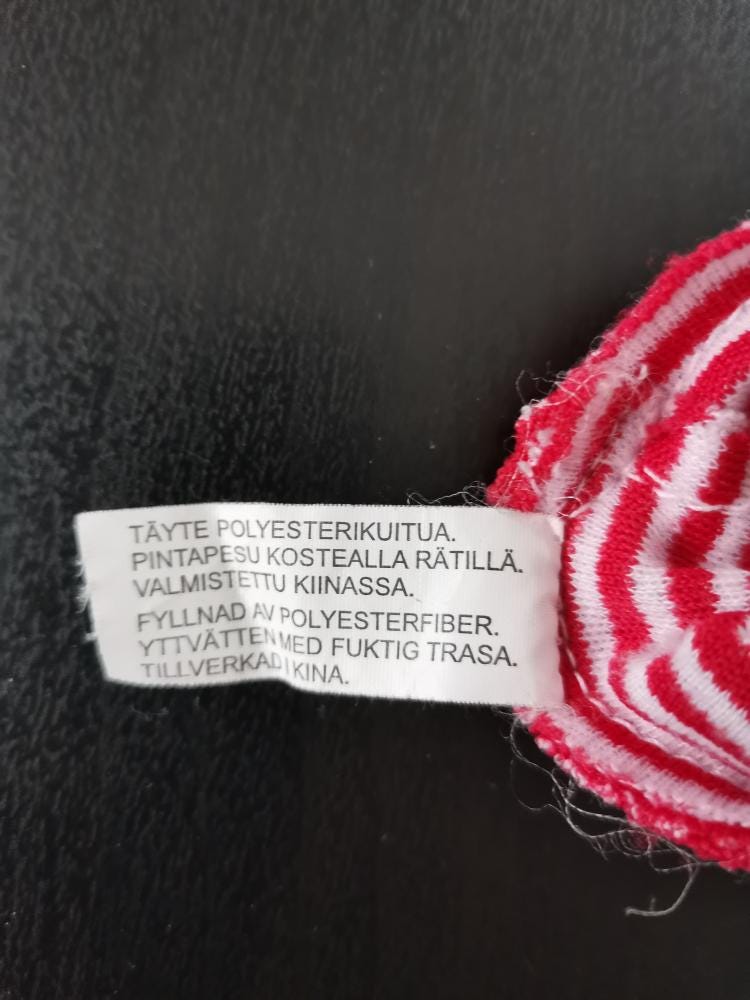 TÄYTE POLYESTERIKUITUA.
PINTAPESU KOSTEALLA RÄTILLÄ.
VALMISTETTU KIINASSA.
FYLLNAD AV POLYESTERFIBER.
YTTVÄTTEN MED FUKTIG TRASA.
TILLVERKAD I KINA.